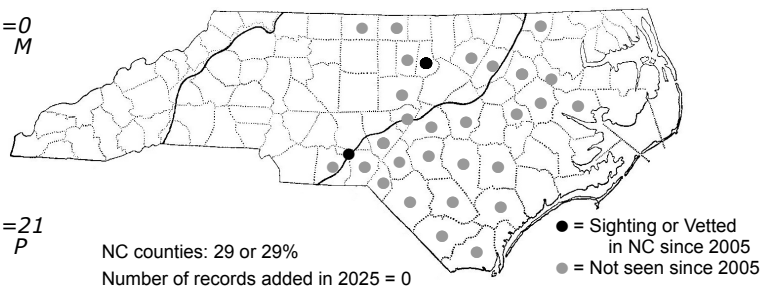 =0
M
=21
P
NC counties: 29 or 29%
Number of records added in 2025 = 0
= Sighting or Vetted
in NC since 2005
= Not seen since 2005